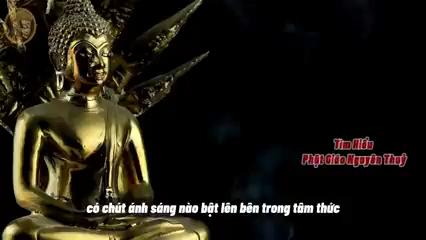 Tìm Hiểu
Phật Giáo Nguyên Thuỷ
có chút ánh sáng nào bật lên bên trong tâm thức